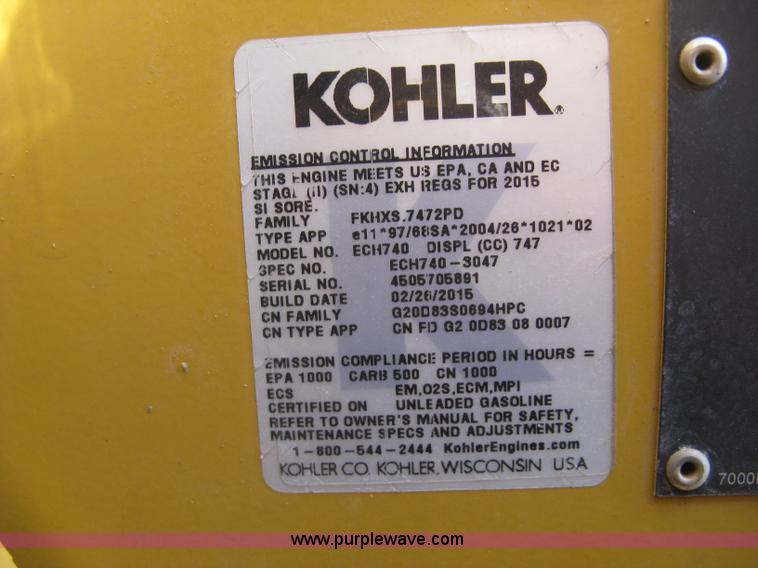 KOHLER®
EMISSION CONTROL INFORMATION
THIS ENGINE MEETS US EPA, CA AND EC
STAGE (II) (SN:4) EXH REGS FOR 2015
SI SORE.
FAMILY FKHXS.7472PD
TYPE APP e11*97/68SA*2004/26*1021*02
MODEL NO. ECH740 DISPL (CC) 747
SPEC NO. ECH740-3047
SERIAL NO. 4505705891
BUILD DATE 02/26/2015
CN FAMILY G20D83S0694HPC
CN TYPE APP CN FD G2 0D83 08 0007
EMISSION COMPLIANCE PERIOD IN HOURS =
EPA 1000 CARB 500 CN 1000
ECS EM,O2S,ECM,MPI
CERTIFIED ON UNLEADED GASOLINE
REFER TO OWNER'S MANUAL FOR SAFETY,
MAINTENANCE SPECS AND ADJUSTMENTS
1-800-544-2444 KohlerEngines.com
KOHLER CO. KOHLER, WISCONSIN USA
www.purplewave.com